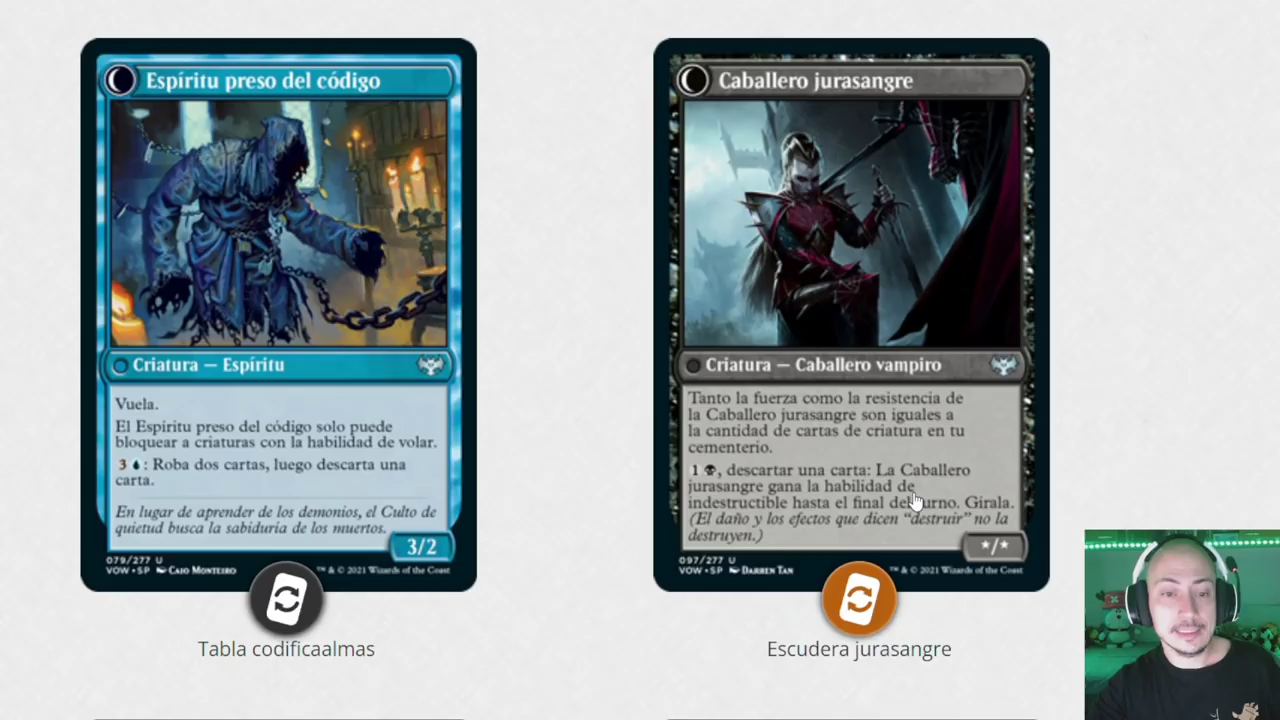 Espíritu preso del código
Criatura — Espíritu
Vuela.
El Espíritu preso del código solo puede
bloquear a criaturas con la habilidad de volar.
3 : Roba dos cartas, luego descarta una
carta.
En lugar de aprender de los demonios, el Culto de
quietud busca la sabiduría de los muertos.
3/2
079/277 U
VOW • SP CAIO MONTEIRO
™ & © 2021 Wizards of the Coast
Tabla codificaalmas
Caballero jurasangre
Criatura — Caballero vampiro
Tanto la fuerza como la resistencia de
la Caballero jurasangre son iguales a
la cantidad de cartas de criatura en tu
cementerio.
1 , descartar una carta: La Caballero
jurasangre gana la habilidad de
indestructible hasta el final del turno. Gírala.
(El daño y los efectos que dicen “destruir” no la
destruyen.)
*/*
097/277 U
VOW • SP DARREN TAN
™ & © 2021 Wizards of the Coast
Escudera jurasangre